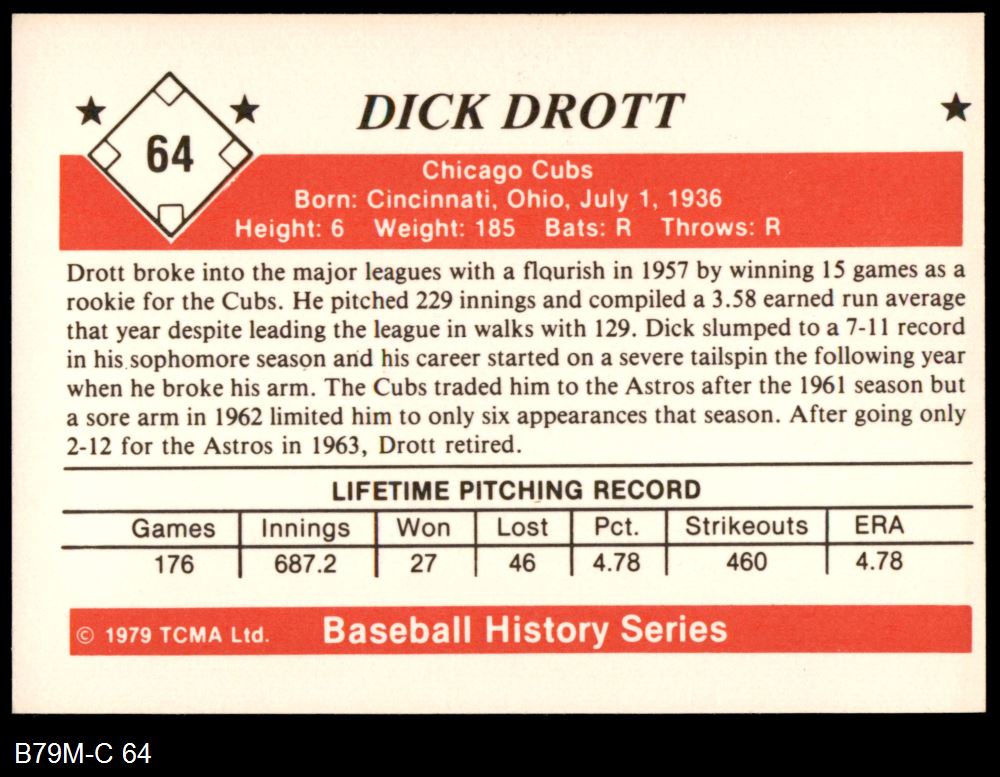 64
DICK DROTT
Chicago Cubs
Born: Cincinnati, Ohio, July 1, 1936
Height: 6 Weight: 185 Bats: R Throws: R
Drott broke into the major leagues with a flqurish in 1957 by winning 15 games as a
rookie for the Cubs. He pitched 229 innings and compiled a 3.58 earned run average
that year despite leading the league in walks with 129. Dick slumped to a 7-11 record
in his sophomore season and his career started on a severe tailspin the following year
when he broke his arm. The Cubs traded him to the Astros after the 1961 season but
a sore arm in 1962 limited him to only six appearances that season. After going only
2-12 for the Astros in 1963, Drott retired.
LIFETIME PITCHING RECORD
Games Innings Won Lost Pct. Strikeouts ERA
176 687.2 27 46 4.78 460 4.78
© 1979 TCMA Ltd. Baseball History Series
B79M-C 64